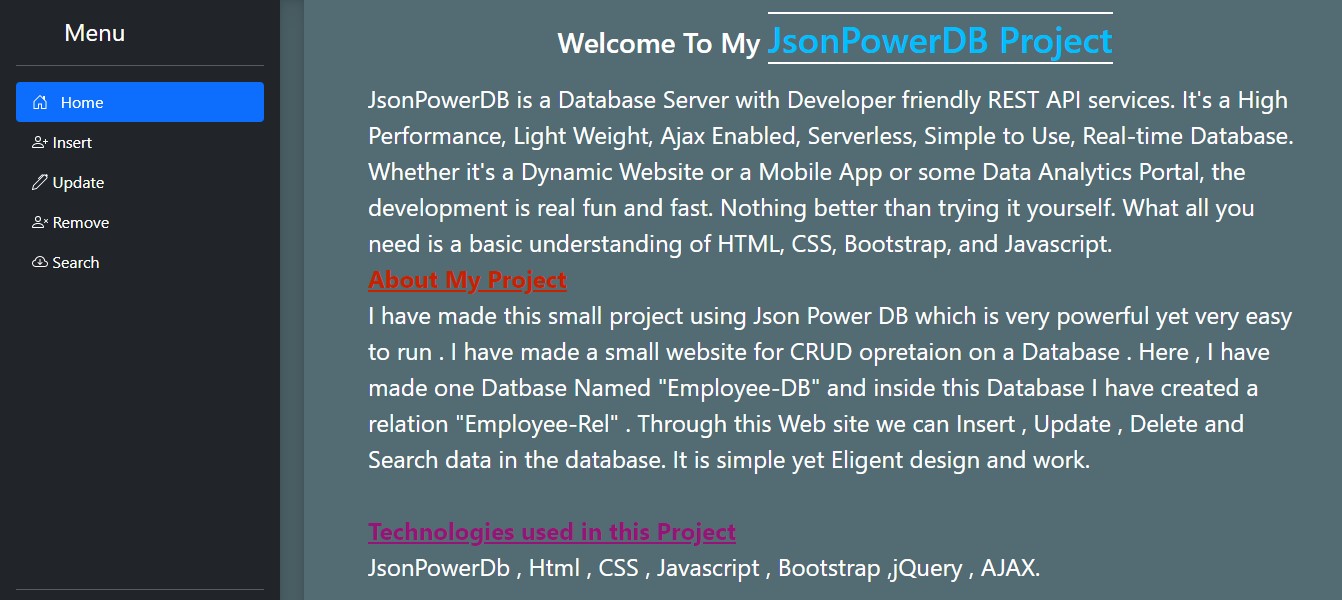 Menu
Home
Insert
Update
Remove
Search
Welcome To My JsonPowerDB Project
JsonPowerDB is a Database Server with Developer friendly REST API services. It's a High
Performance, Light Weight, Ajax Enabled, Serverless, Simple to Use, Real-time Database.
Whether it's a Dynamic Website or a Mobile App or some Data Analytics Portal, the
development is real fun and fast. Nothing better than trying it yourself. What all you
need is a basic understanding of HTML, CSS, Bootstrap, and Javascript.
About My Project
I have made this small project using Json Power DB which is very powerful yet very easy
to run . I have made a small website for CRUD opretaion on a Database . Here , I have
made one Datbase Named "Employee-DB" and inside this Database I have created a
relation "Employee-Rel" . Through this Web site we can Insert , Update , Delete and
Search data in the database. It is simple yet Eligent design and work.
Technologies used in this Project
JsonPowerDb , Html , CSS , Javascript , Bootstrap ,jQuery , AJAX.